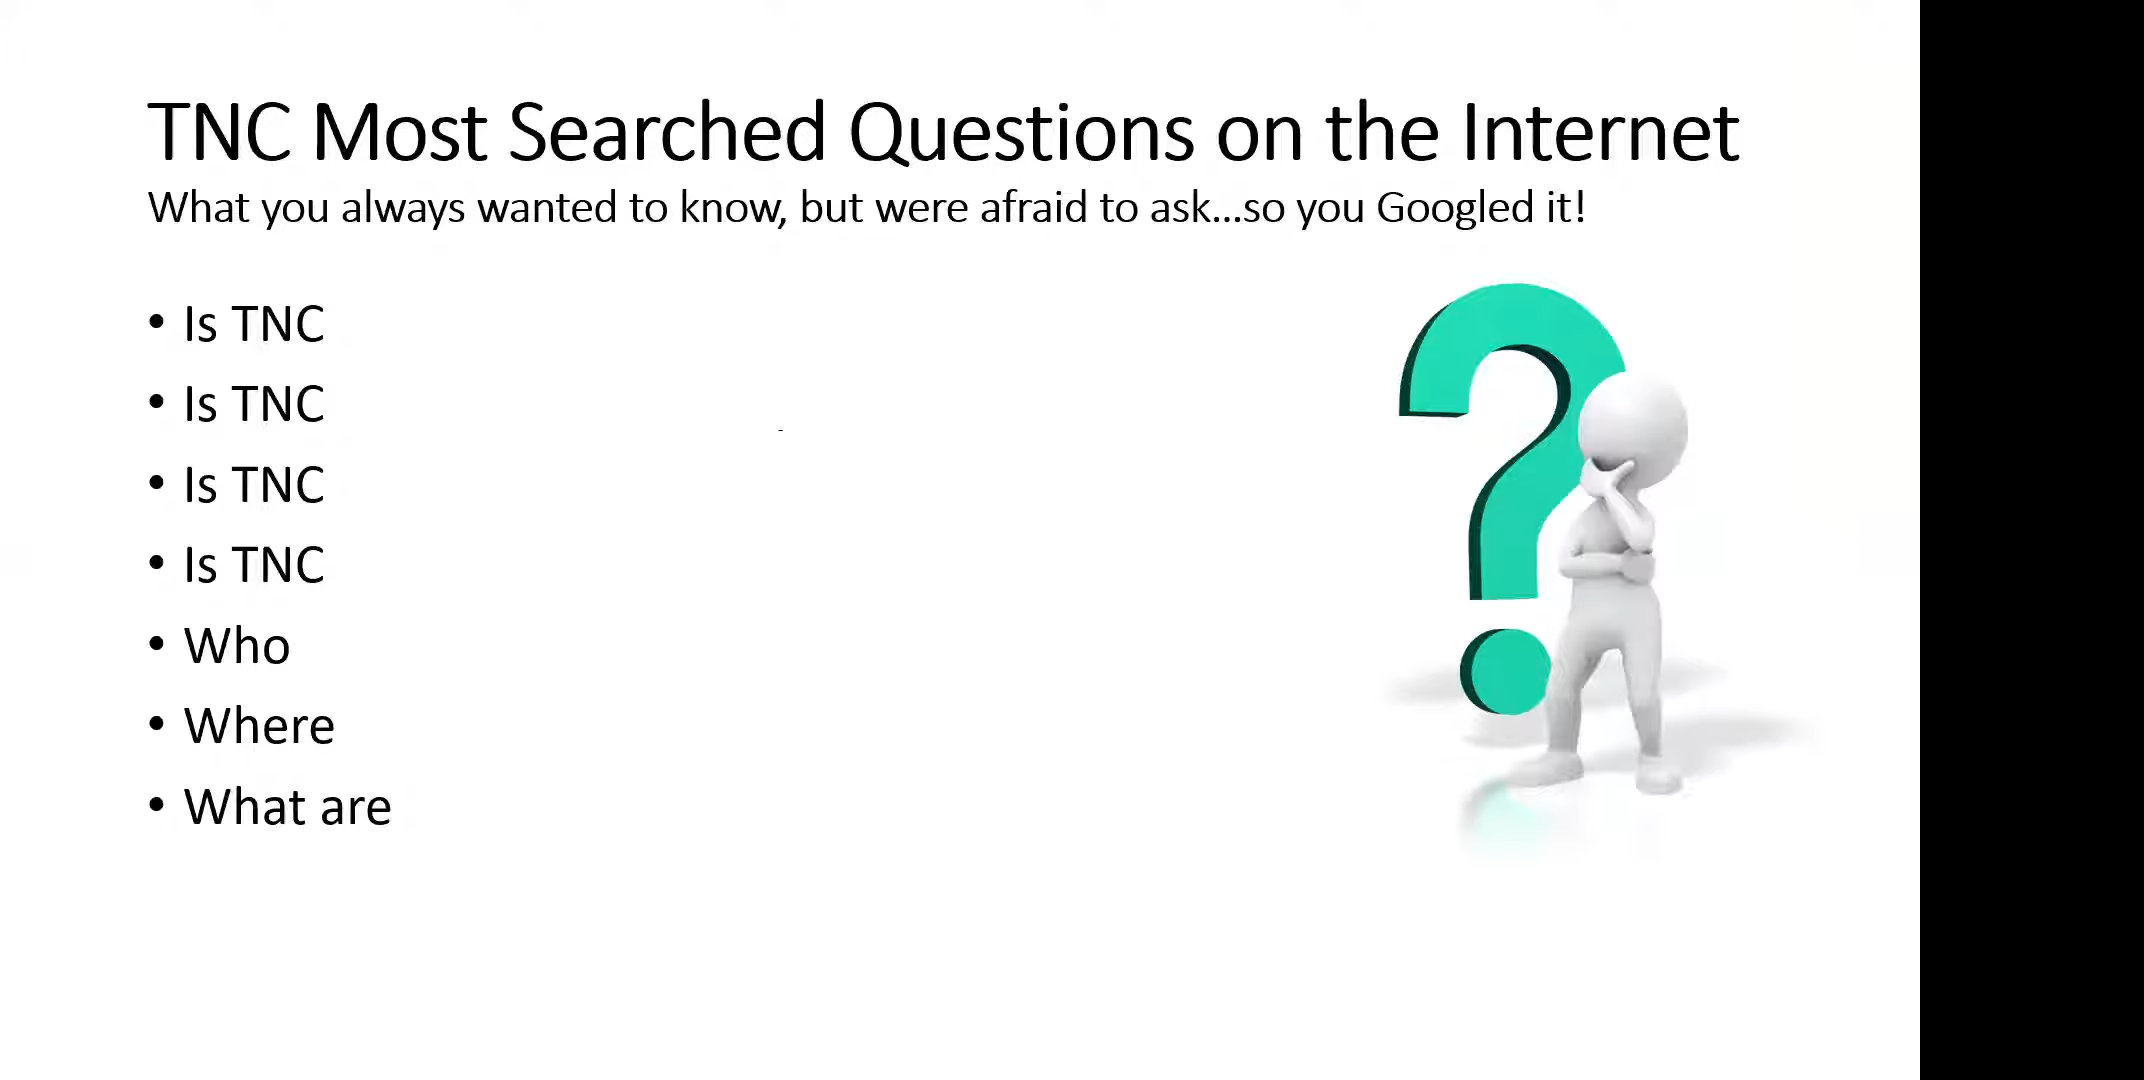 TNC Most Searched Questions on the Internet
What you always wanted to know, but were afraid to ask...so you Googled it!
• Is TNC
• Is TNC
• Is TNC
• Is TNC
• Who
• Where
• What are